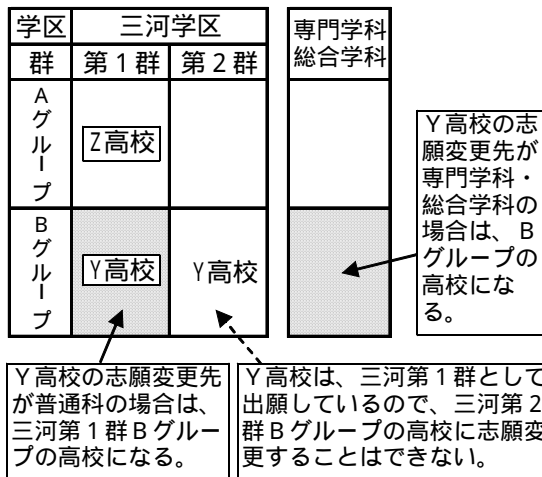 学区 三河学区
群 第1群 第2群
専門学科
総合学科
Aグループ
Z高校
Bグループ
Y高校 Y高校
Y高校の志
願変更先が
専門学科・
総合学科の
場合は、B
グループの
高校にな
る。
Y高校の志願変更先
が普通科の場合は、
三河第1群Bグルー
プの高校になる。
Y高校は、三河第1群として
出願しているので、三河第2
群Bグループの高校に志願変
更することはできない。